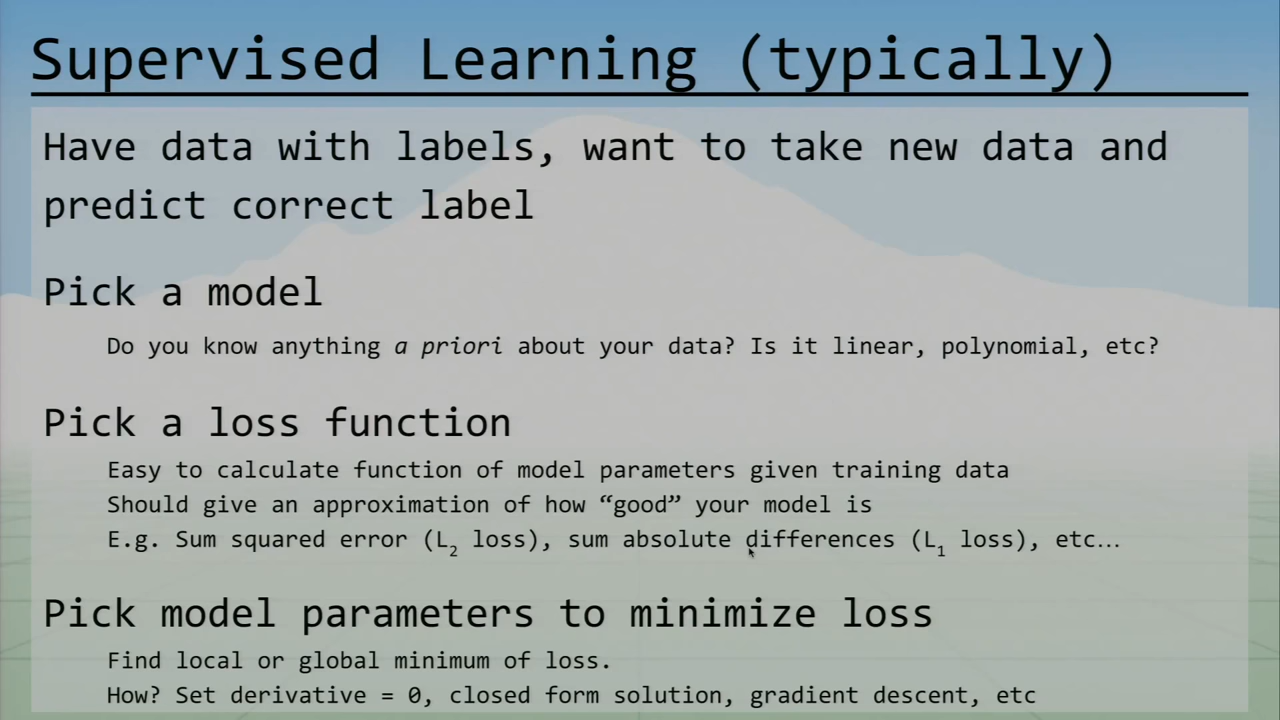 Supervised Learning (typically)
Have data with labels, want to take new data and
predict correct label
Pick a model
Do you know anything a priori about your data? Is it linear, polynomial, etc?
Pick a loss function
Easy to calculate function of model parameters given training data
Should give an approximation of how “good” your model is
E.g. Sum squared error (L₂ loss), sum absolute differences (L₁ loss), etc…
Pick model parameters to minimize loss
Find local or global minimum of loss.
How? Set derivative = 0, closed form solution, gradient descent, etc